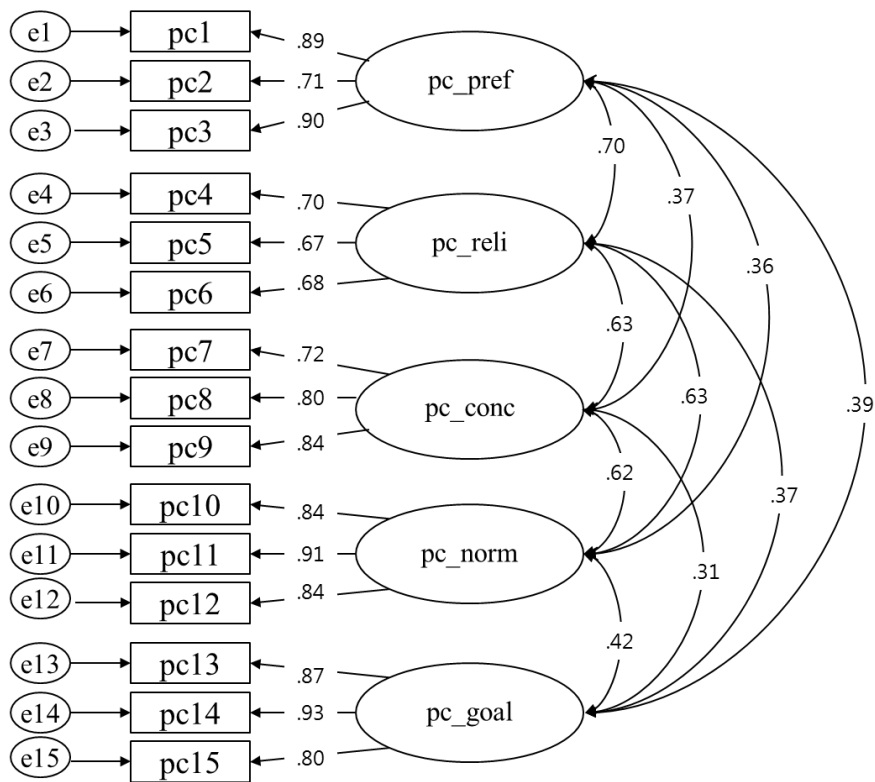 e1 pc1 .89 pc_pref
e2 pc2 .71
e3 pc3 .90
.70
.37
e4 pc4 .70
e5 pc5 .67 pc_reli
e6 pc6 .68
.36
.63
e7 pc7 .72
e8 pc8 .80 pc_conc
e9 pc9 .84
.63
.39
.62
.37
e10 pc10 .84
e11 pc11 .91 pc_norm
e12 pc12 .84
.31
.42
e13 pc13 .87
e14 pc14 .93 pc_goal
e15 pc15 .80